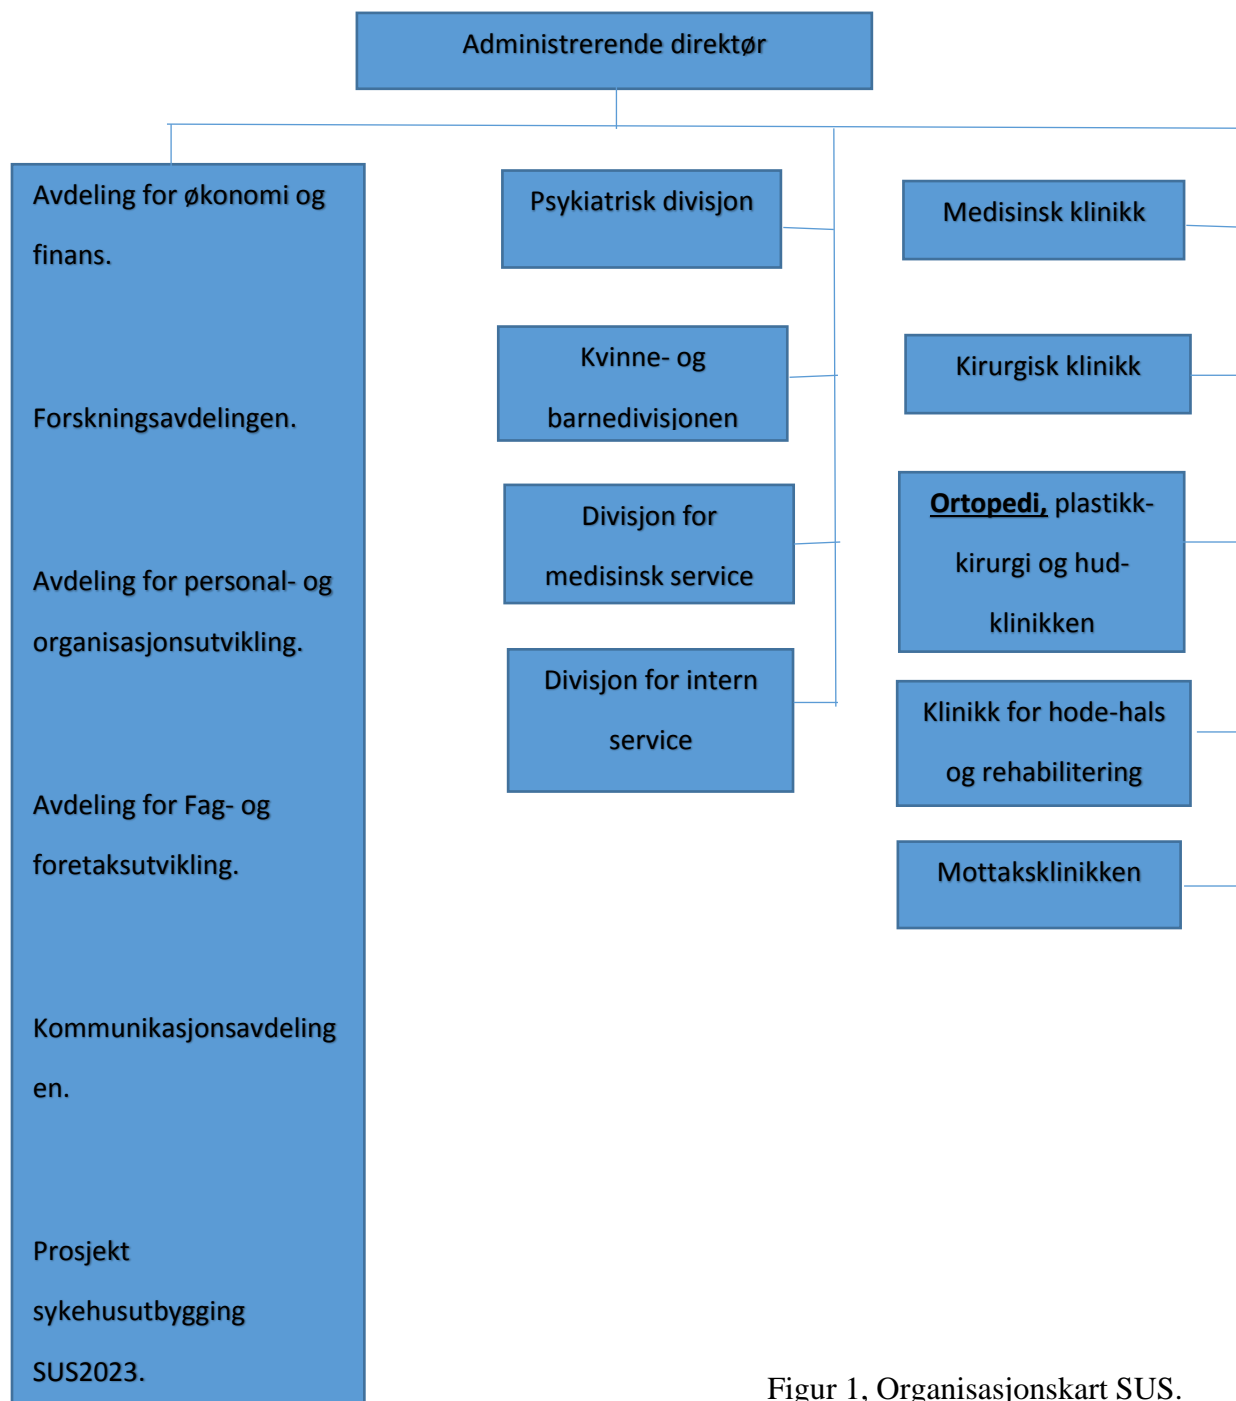 Administrerende direktør
Avdeling for økonomi og
finans.
Forskningsavdelingen.
Avdeling for personal- og
organisasjonsutvikling.
Avdeling for Fag- og
foretaksutvikling.
Kommunikasjonsavdeling
en.
Prosjekt
sykehusutbygging
SUS2023.
Psykiatrisk divisjon
Kvinne- og
barnedivisjonen
Divisjon for
medisinsk service
Divisjon for intern
service
Medisinsk klinikk
Kirurgisk klinikk
Ortopedi, plastikk-
kirurgi og hud-
klinikken
Klinikk for hode-hals
og rehabilitering
Mottaksklinikken
Figur 1, Organisasjonskart SUS.